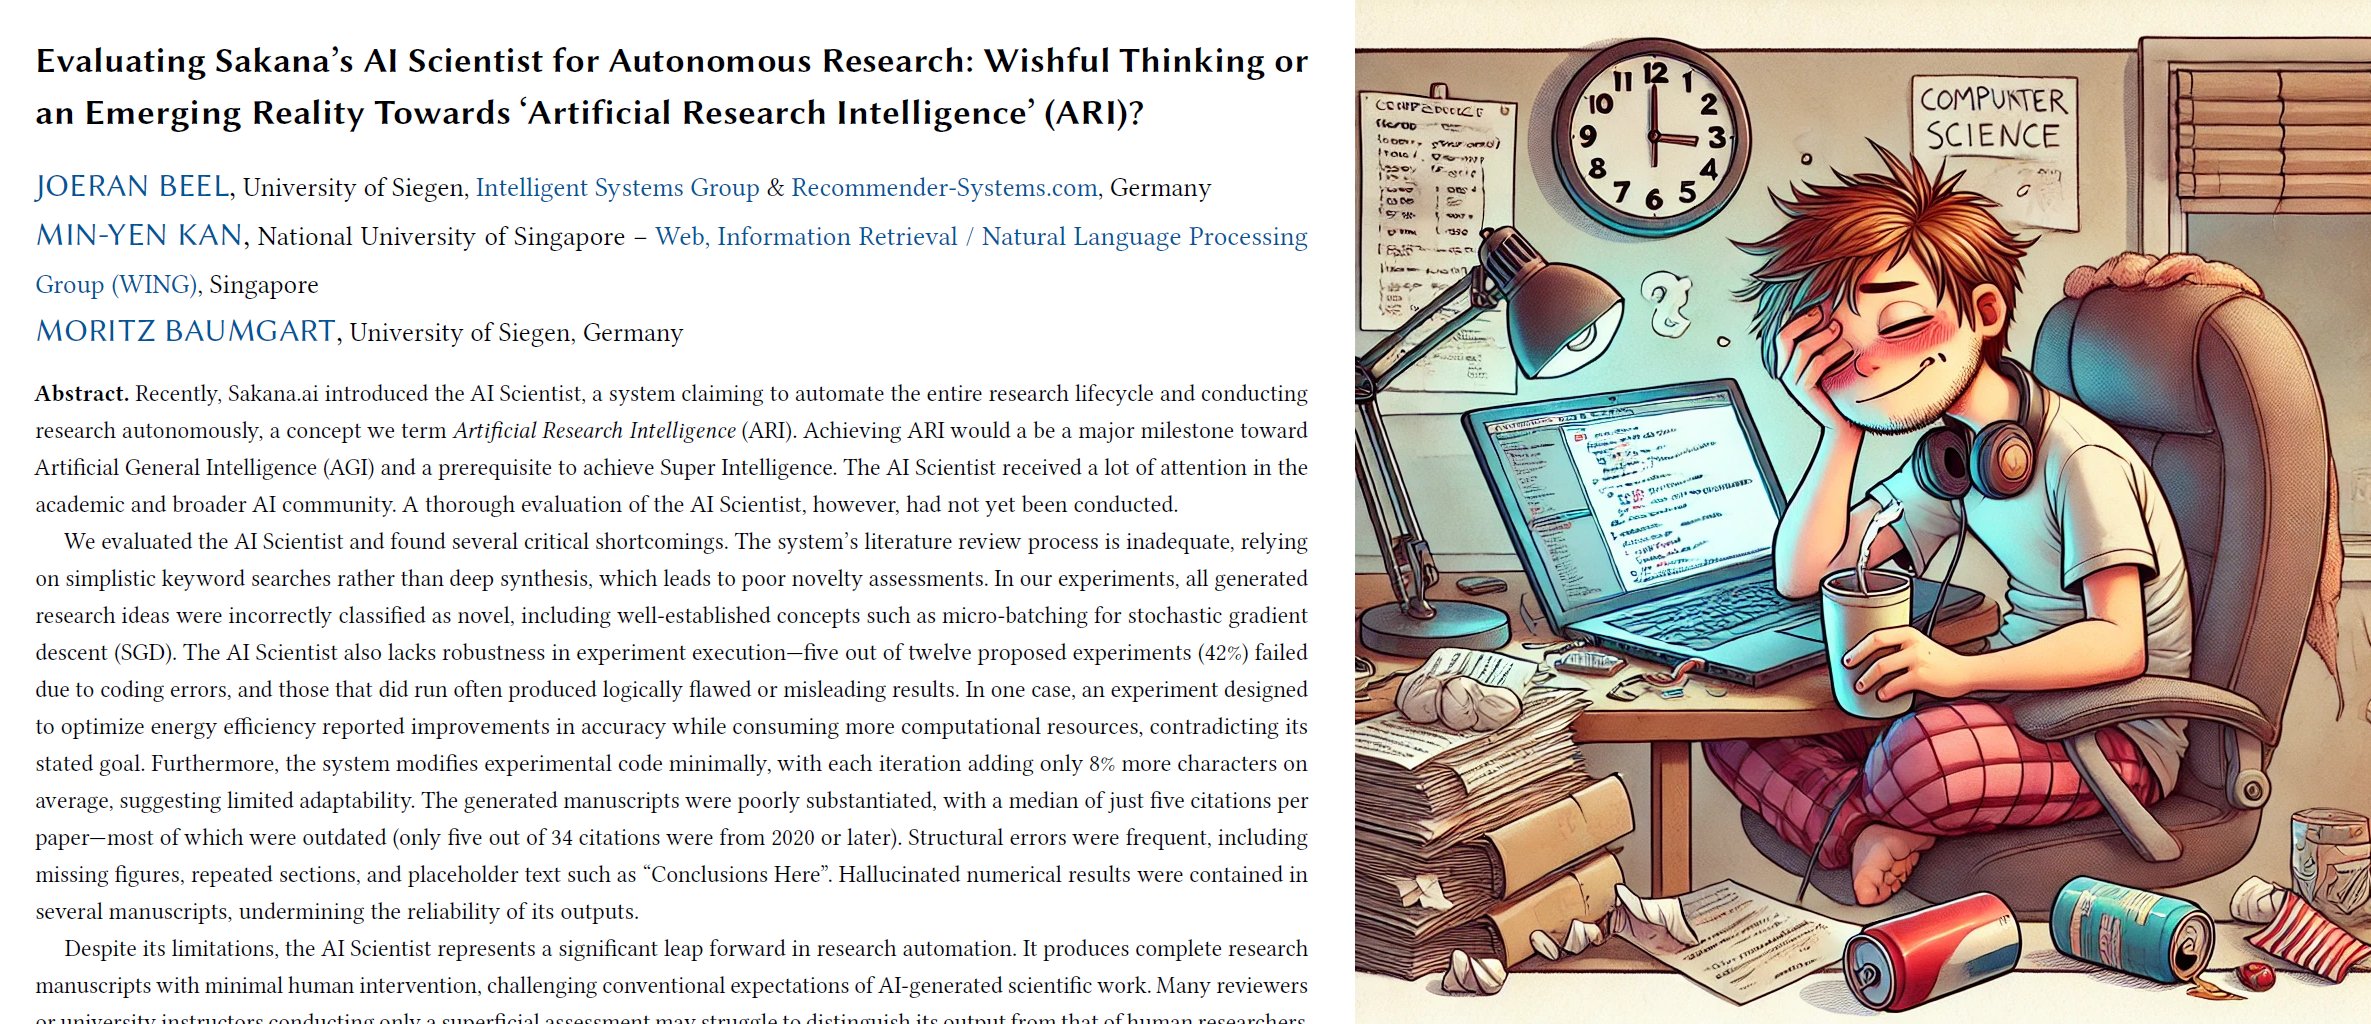 Evaluating Sakana’s AI Scientist for Autonomous Research: Wishful Thinking or
an Emerging Reality Towards ‘Artificial Research Intelligence’ (ARI)?
JOERAN BEEL, University of Siegen, Intelligent Systems Group & Recommender-Systems.com, Germany
MIN-YEN KAN, National University of Singapore – Web, Information Retrieval / Natural Language Processing
Group (WING), Singapore
MORITZ BAUMGART, University of Siegen, Germany
Abstract. Recently, Sakana.ai introduced the AI Scientist, a system claiming to automate the entire research lifecycle and conducting
research autonomously, a concept we term Artificial Research Intelligence (ARI). Achieving ARI would a be a major milestone toward
Artificial General Intelligence (AGI) and a prerequisite to achieve Super Intelligence. The AI Scientist received a lot of attention in the
academic and broader AI community. A thorough evaluation of the AI Scientist, however, had not yet been conducted.
We evaluated the AI Scientist and found several critical shortcomings. The system’s literature review process is inadequate, relying
on simplistic keyword searches rather than deep synthesis, which leads to poor novelty assessments. In our experiments, all generated
research ideas were incorrectly classified as novel, including well-established concepts such as micro-batching for stochastic gradient
descent (SGD). The AI Scientist also lacks robustness in experiment execution—five out of twelve proposed experiments (42%) failed
due to coding errors, and those that did run often produced logically flawed or misleading results. In one case, an experiment designed
to optimize energy efficiency reported improvements in accuracy while consuming more computational resources, contradicting its
stated goal. Furthermore, the system modifies experimental code minimally, with each iteration adding only 8% more characters on
average, suggesting limited adaptability. The generated manuscripts were poorly substantiated, with a median of just five citations per
paper—most of which were outdated (only five out of 34 citations were from 2020 or later). Structural errors were frequent, including
missing figures, repeated sections, and placeholder text such as “Conclusions Here”. Hallucinated numerical results were contained in
several manuscripts, undermining the reliability of its outputs.
Despite its limitations, the AI Scientist represents a significant leap forward in research automation. It produces complete research
manuscripts with minimal human intervention, challenging conventional expectations of AI-generated scientific work. Many reviewers
or university instructors conducting only a superficial assessment may struggle to distinguish its output from that of human researchers.
12
1
2
3
4
5
6
7
8
9
10
11
COMPUKTER
SCIENCE